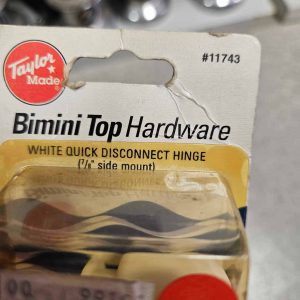 #11743
Taylor
Made
Bimini Top Hardware
WHITE QUICK DISCONNECT HINGE
(7/8" side mount)